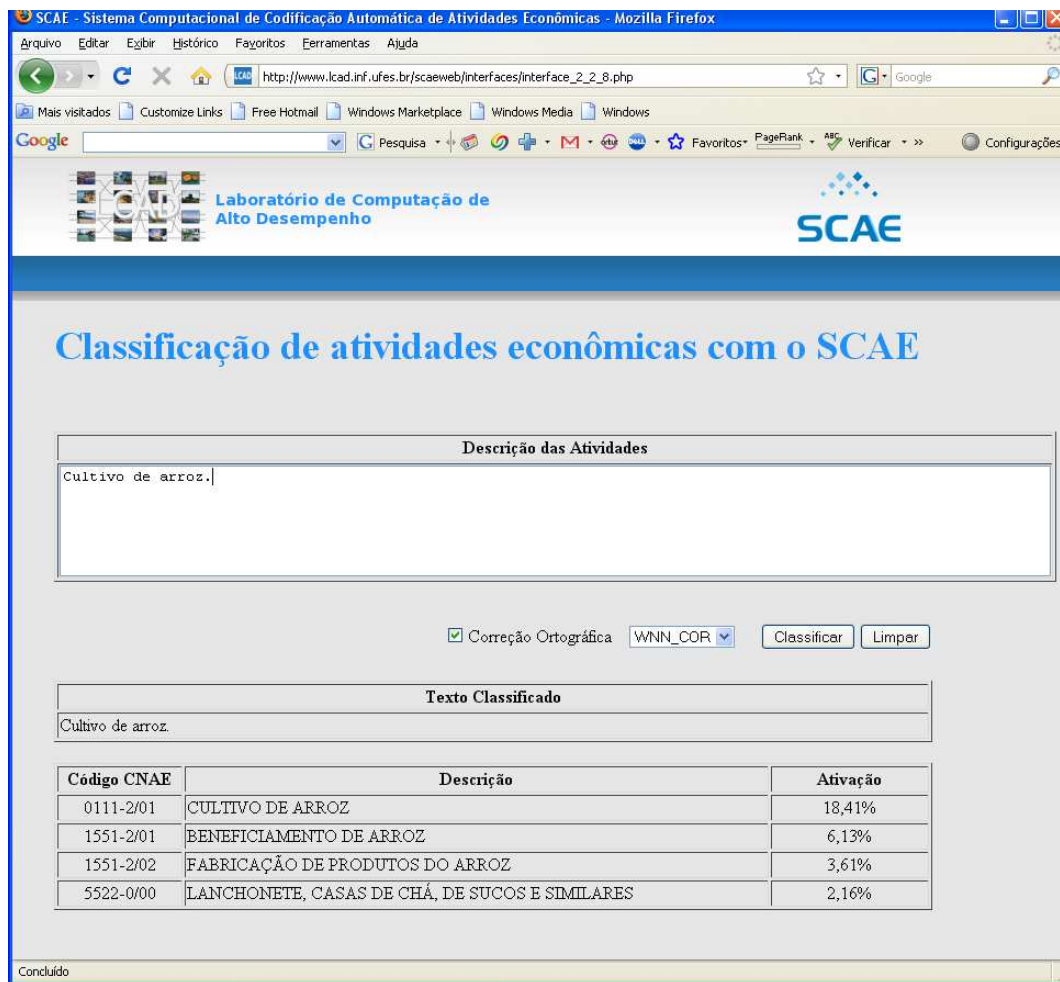 SCAE - Sistema Computacional de Codificação Automática de Atividades Econômicas - Mozilla Firefox
Arquivo Editar Exibir Histórico Favoritos Ferramentas Ajuda
LCAD http://www.lcad.inf.ufes.br/scaeweb/interfaces/interface_2_2_8.php G Google
Mais visitados Customize Links Free Hotmail Windows Marketplace Windows Media Windows
Google G Pesquisa Favoritos PageRank ABC Verificar » Configurações
LCAD Laboratório de Computação de
Alto Desempenho
SCAE
Classificação de atividades econômicas com o SCAE
Descrição das Atividades
Cultivo de arroz.
Correção Ortográfica WNN_COR Classificar Limpar
Texto Classificado
Cultivo de arroz.
Código CNAE Descrição Ativação
0111-2/01 CULTIVO DE ARROZ 18,41%
1551-2/01 BENEFICIAMENTO DE ARROZ 6,13%
1551-2/02 FABRICAÇÃO DE PRODUTOS DO ARROZ 3,61%
5522-0/00 LANCHONETE, CASAS DE CHÁ, DE SUCOS E SIMILARES 2,16%
Concluído